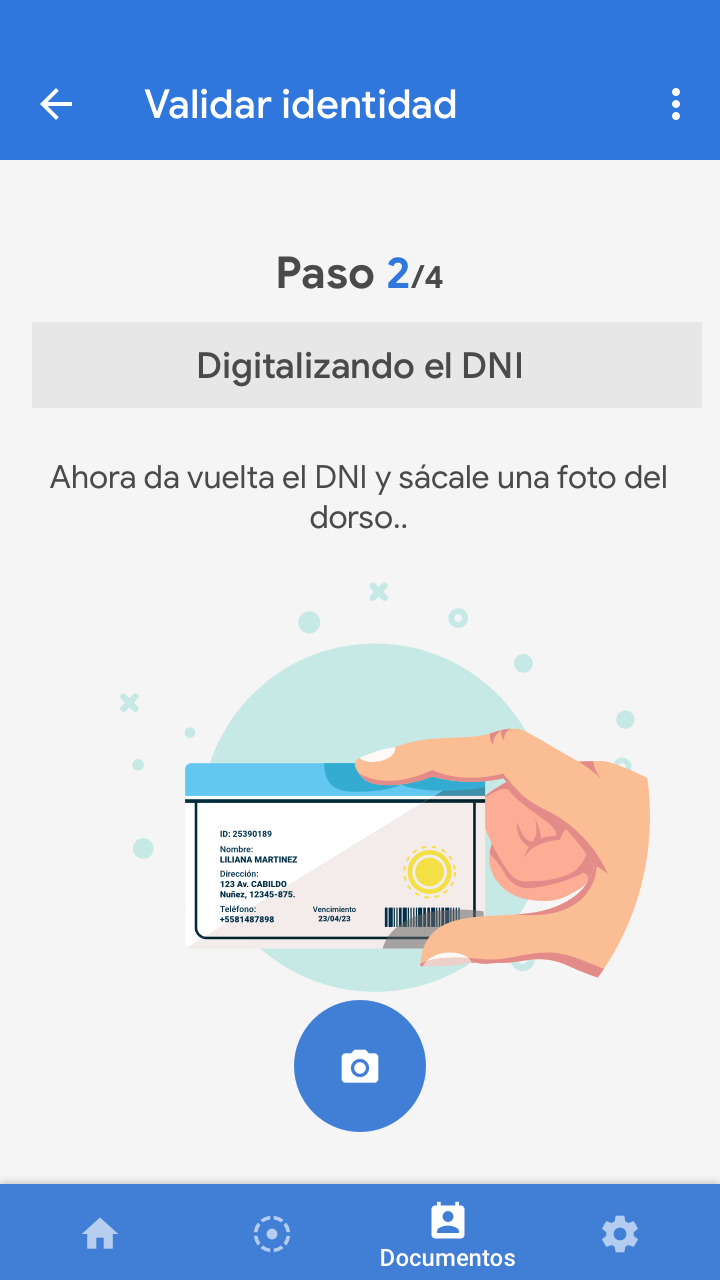 Validar identidad
Paso 2/4
Digitalizando el DNI
Ahora da vuelta el DNI y sácale una foto del
dorso..
ID: 25390189
Nombre:
LILIANA MARTINEZ
Dirección:
123 Av. CABILDO
Nuñez, 12345-875.
Teléfono:
+5581487898
Vencimiento
23/04/23
Documentos